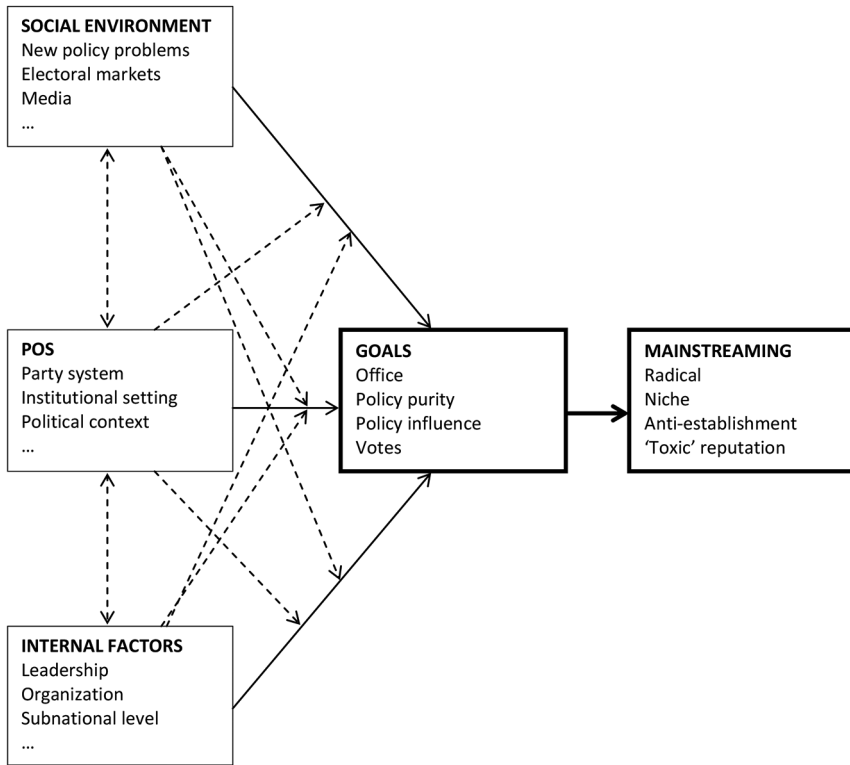 SOCIAL ENVIRONMENT
New policy problems
Electoral markets
Media
...
POS
Party system
Institutional setting
Political context
...
GOALS
Office
Policy purity
Policy influence
Votes
MAINSTREAMING
Radical
Niche
Anti-establishment
‘Toxic’ reputation
INTERNAL FACTORS
Leadership
Organization
Subnational level
...